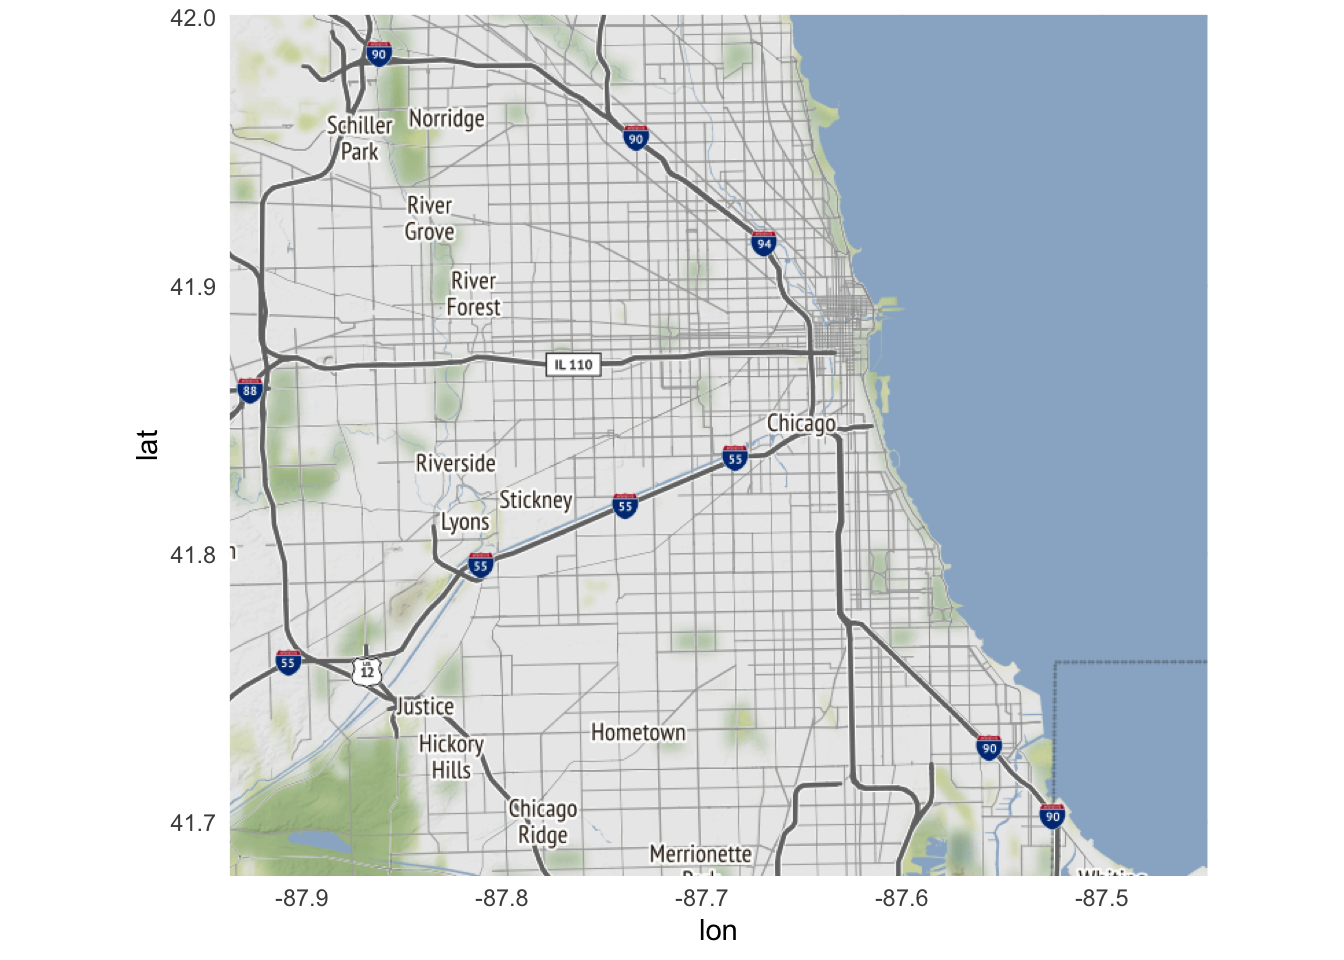 42.0
90
Schiller
Park
Norridge
90
River
Grove
94
41.9
River
Forest
IL 110
88
Chicago
lat
55
Riverside
Stickney
55
Lyons
41.8
55
55
US
12
Justice
Hometown
Hickory
Hills
90
Chicago
Ridge
90
41.7
Merrionette
-87.9
-87.8
-87.7
-87.6
-87.5
lon